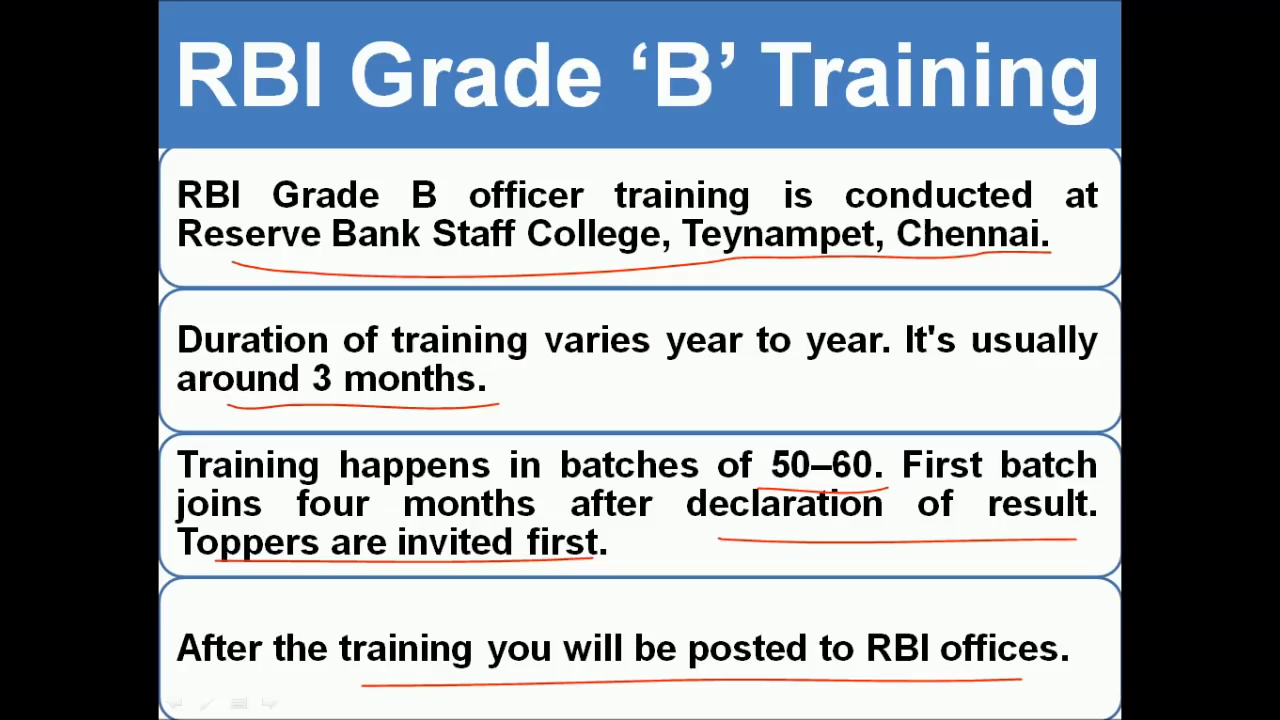 RBI Grade ‘B’ Training
RBI Grade B officer training is conducted at
Reserve Bank Staff College, Teynampet, Chennai.
Duration of training varies year to year. It's usually
around 3 months.
Training happens in batches of 50–60. First batch
joins four months after declaration of result.
Toppers are invited first.
After the training you will be posted to RBI offices.